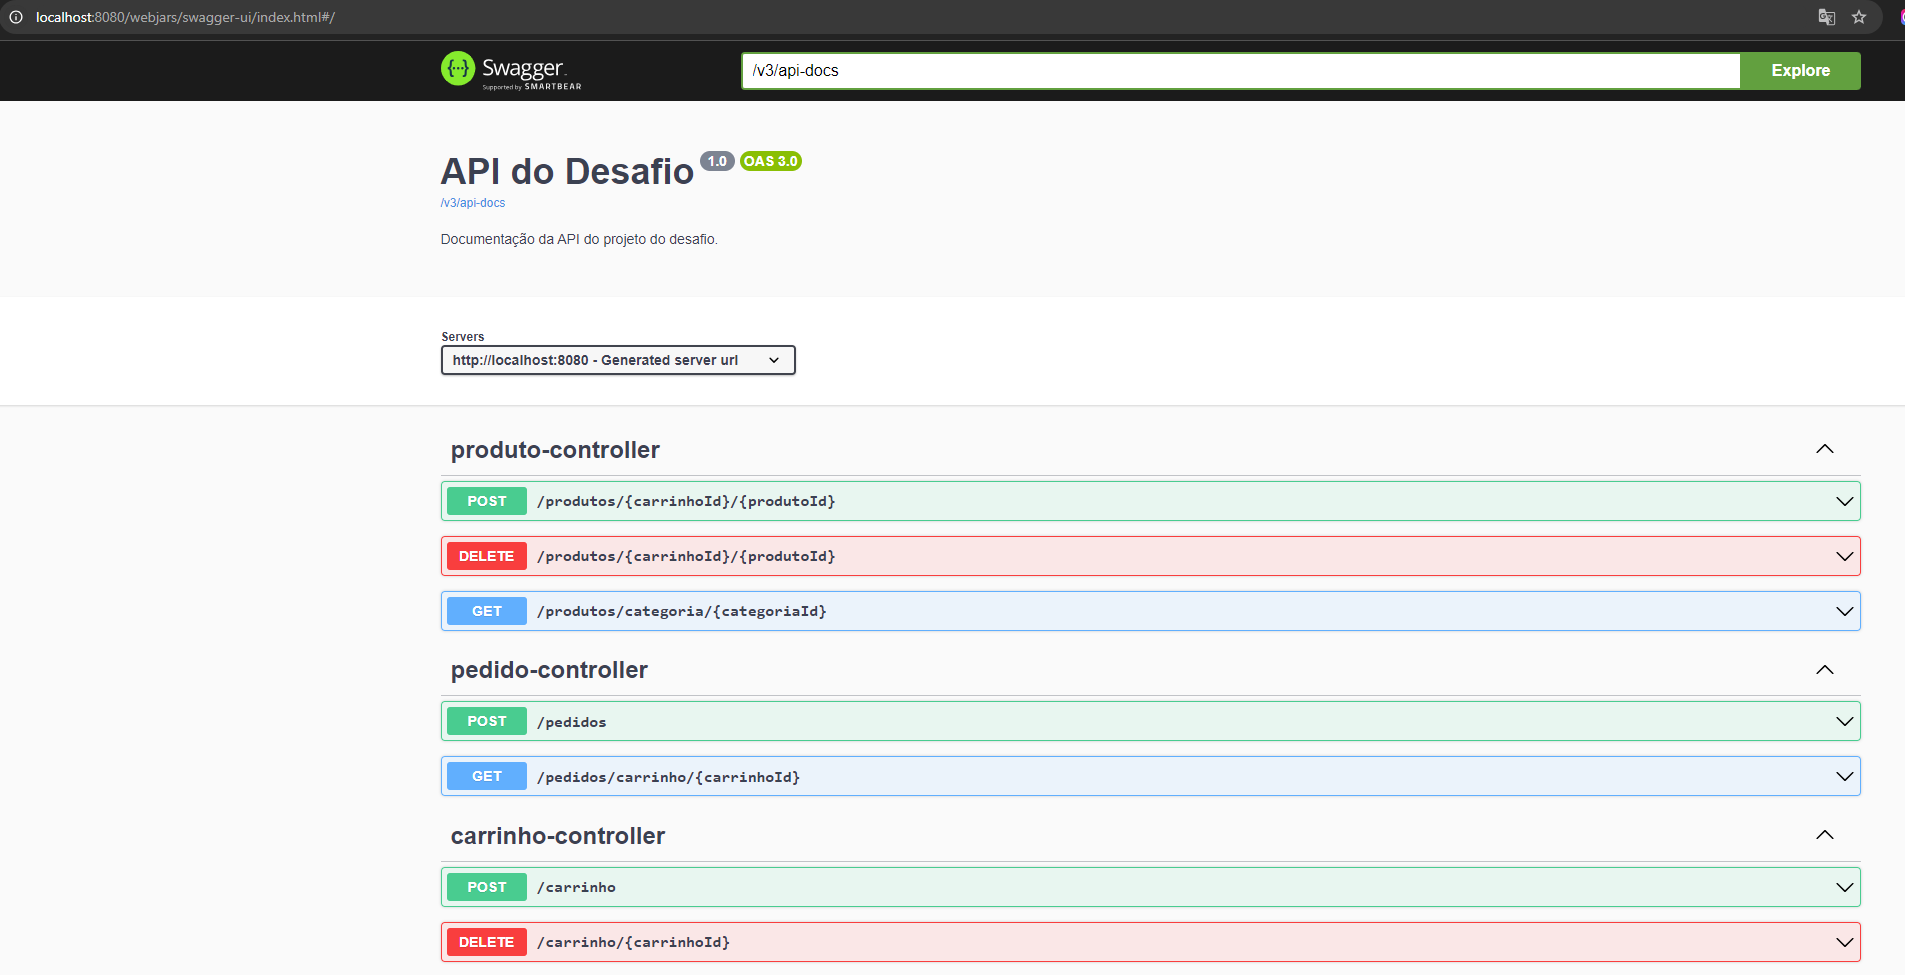 localhost:8080/webjars/swagger-ui/index.html#/
Swagger
Supported by SMARTBEAR
/v3/api-docs
Explore
API do Desafio 1.0 OAS 3.0
/v3/api-docs
Documentação da API do projeto do desafio.
Servers
http://localhost:8080 - Generated server url
produto-controller
POST /produtos/{carrinhoId}/{produtoId}
DELETE /produtos/{carrinhoId}/{produtoId}
GET /produtos/categoria/{categoriaId}
pedido-controller
POST /pedidos
GET /pedidos/carrinho/{carrinhoId}
carrinho-controller
POST /carrinho
DELETE /carrinho/{carrinhoId}